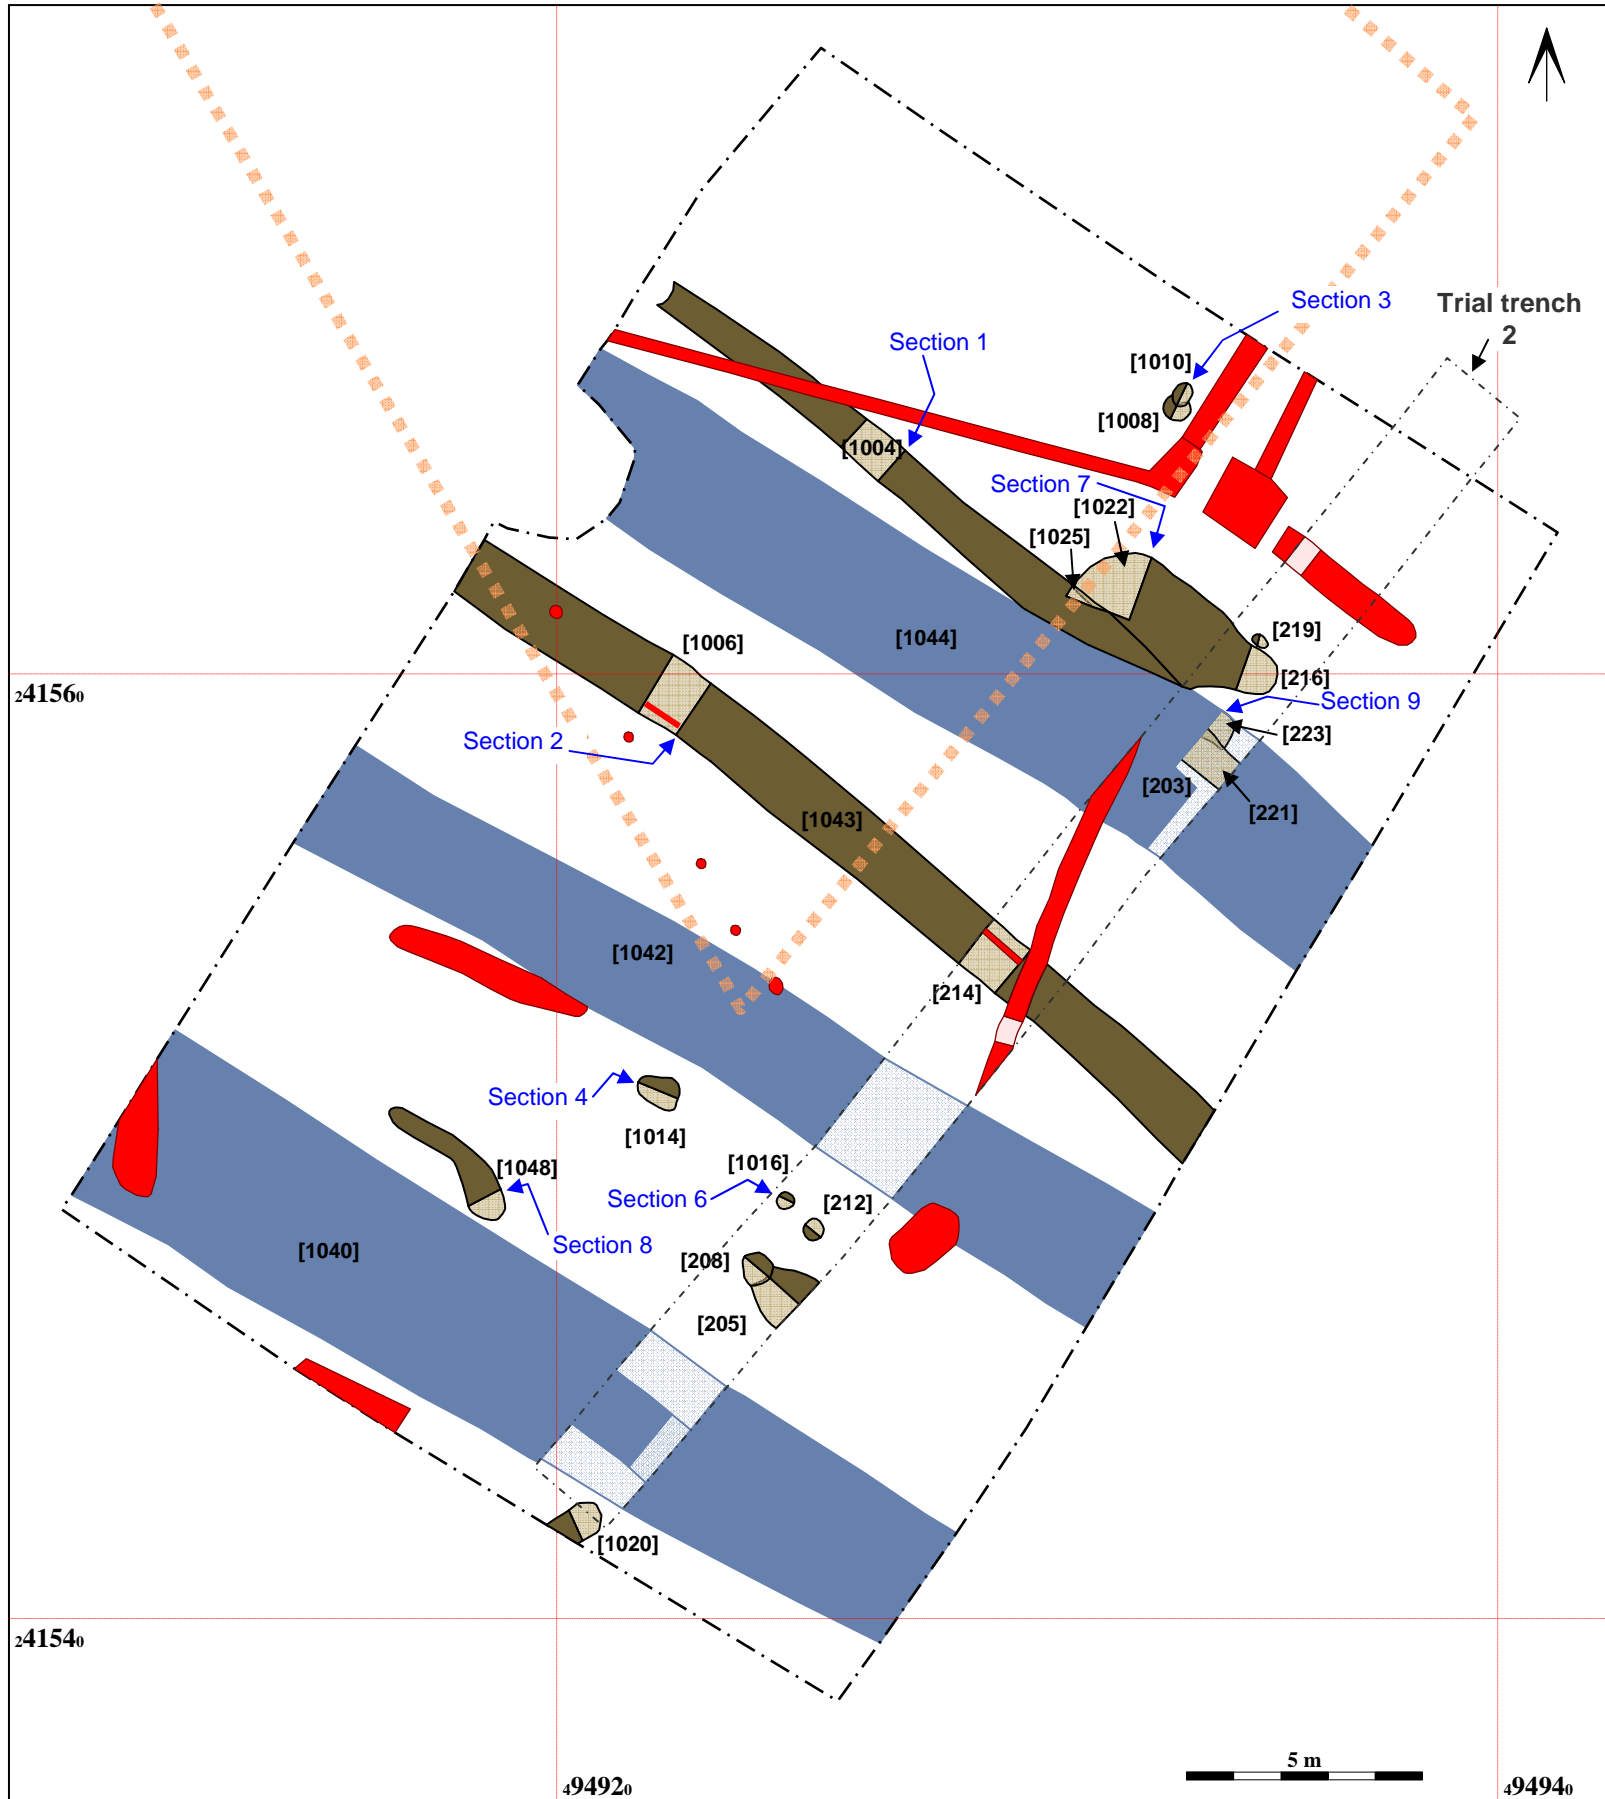 Section 3
Trial trench
2
Section 1
[1010]
[1008]
[1004]
Section 7
[1022]
[1025]
[219]
[1044]
[1006]
[216]
241560
Section 9
[223]
Section 2
[203]
[221]
[1043]
[1042]
[214]
Section 4
[1014]
[1016]
[1048]
Section 6
[212]
Section 8
[1040]
[208]
[205]
[1020]
241540
5 m
494920
494940